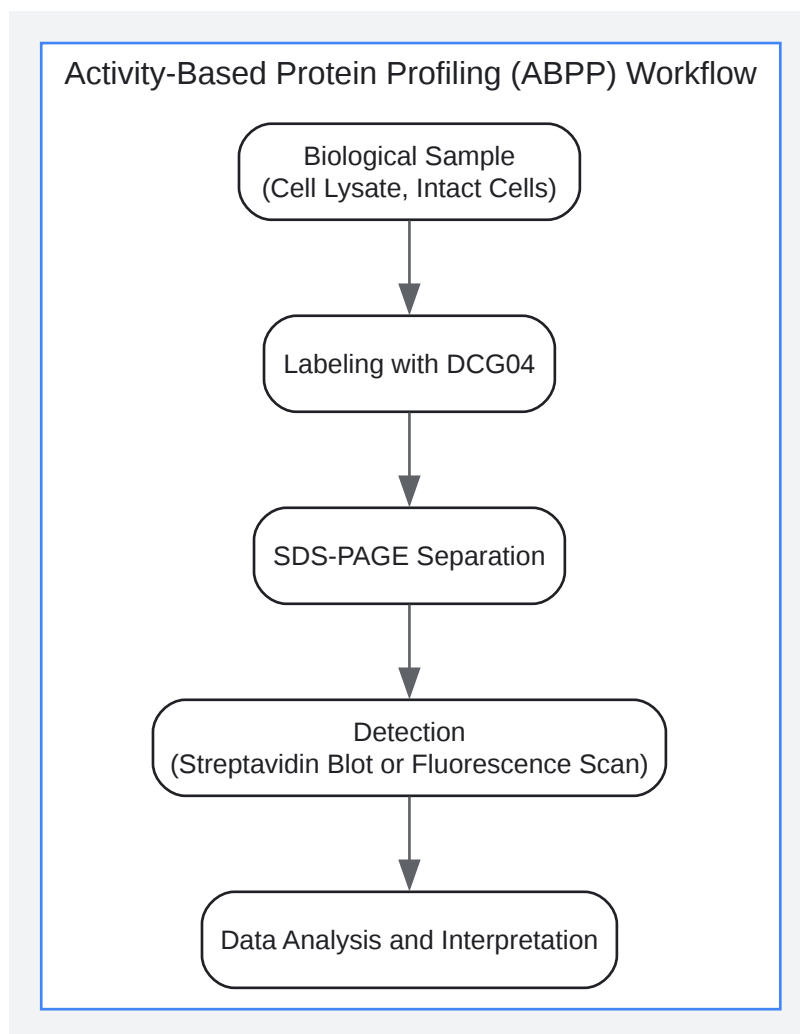 Activity-Based Protein Profiling (ABPP) Workflow
Biological Sample
(Cell Lysate, Intact Cells)
Labeling with DCG04
SDS-PAGE Separation
Detection
(Streptavidin Blot or Fluorescence Scan)
Data Analysis and Interpretation